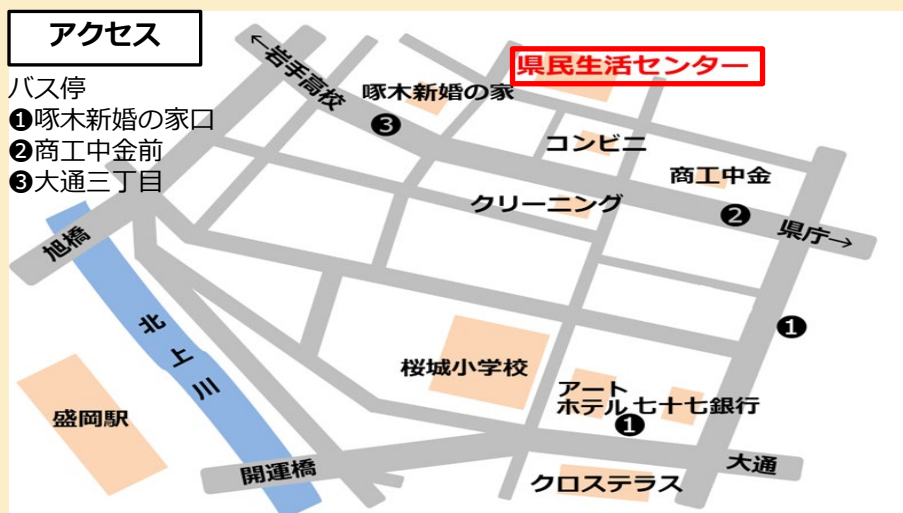 アクセス
バス停
❶啄木新婚の家口
❷商工中金前
❸大通三丁目
←岩手高校
県民生活センター
啄木新婚の家
❸
コンビニ
商工中金
クリーニング
❷
県庁→
旭橋
北上川
❶
桜城小学校
アート
ホテル
七十七銀行
❶
盛岡駅
開運橋
大通
クロステラス